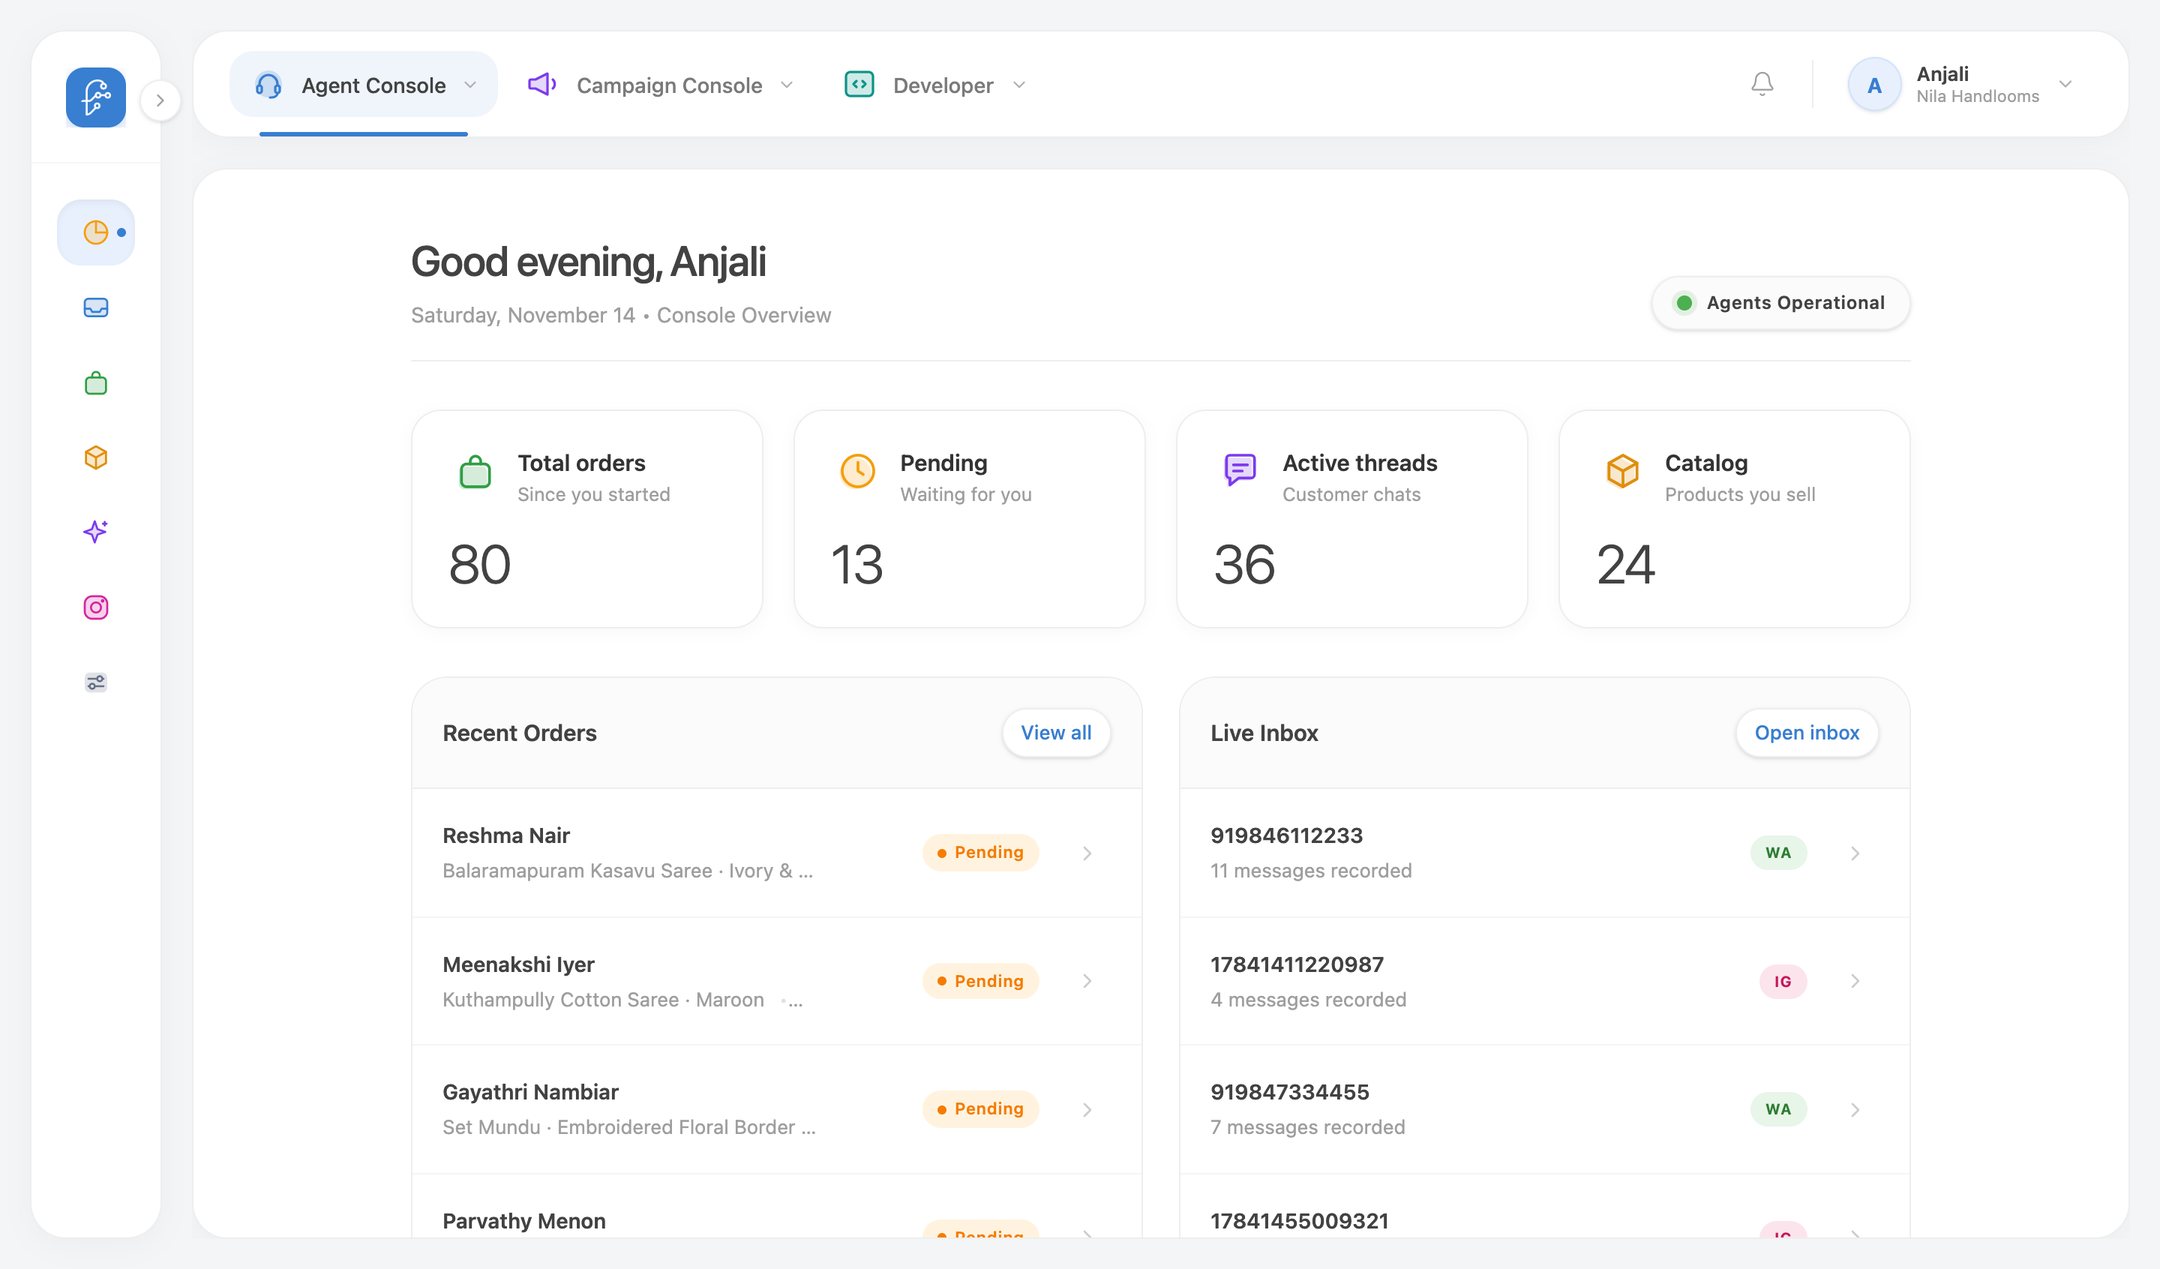 Agent Console
Campaign Console
Developer
A
Anjali
Nila Handlooms
Good evening, Anjali
Saturday, November 14 • Console Overview
Agents Operational
Total orders
Since you started
80
Pending
Waiting for you
13
Active threads
Customer chats
36
Catalog
Products you sell
24
Recent Orders
View all
Reshma Nair
Balaramapuram Kasavu Saree · Ivory & ...
Pending
Meenakshi Iyer
Kuthampully Cotton Saree · Maroon ·...
Pending
Gayathri Nambiar
Set Mundu · Embroidered Floral Border ...
Pending
Parvathy Menon
Pending
Live Inbox
Open inbox
919846112233
11 messages recorded
WA
17841411220987
4 messages recorded
IG
919847334455
7 messages recorded
WA
17841455009321
IG